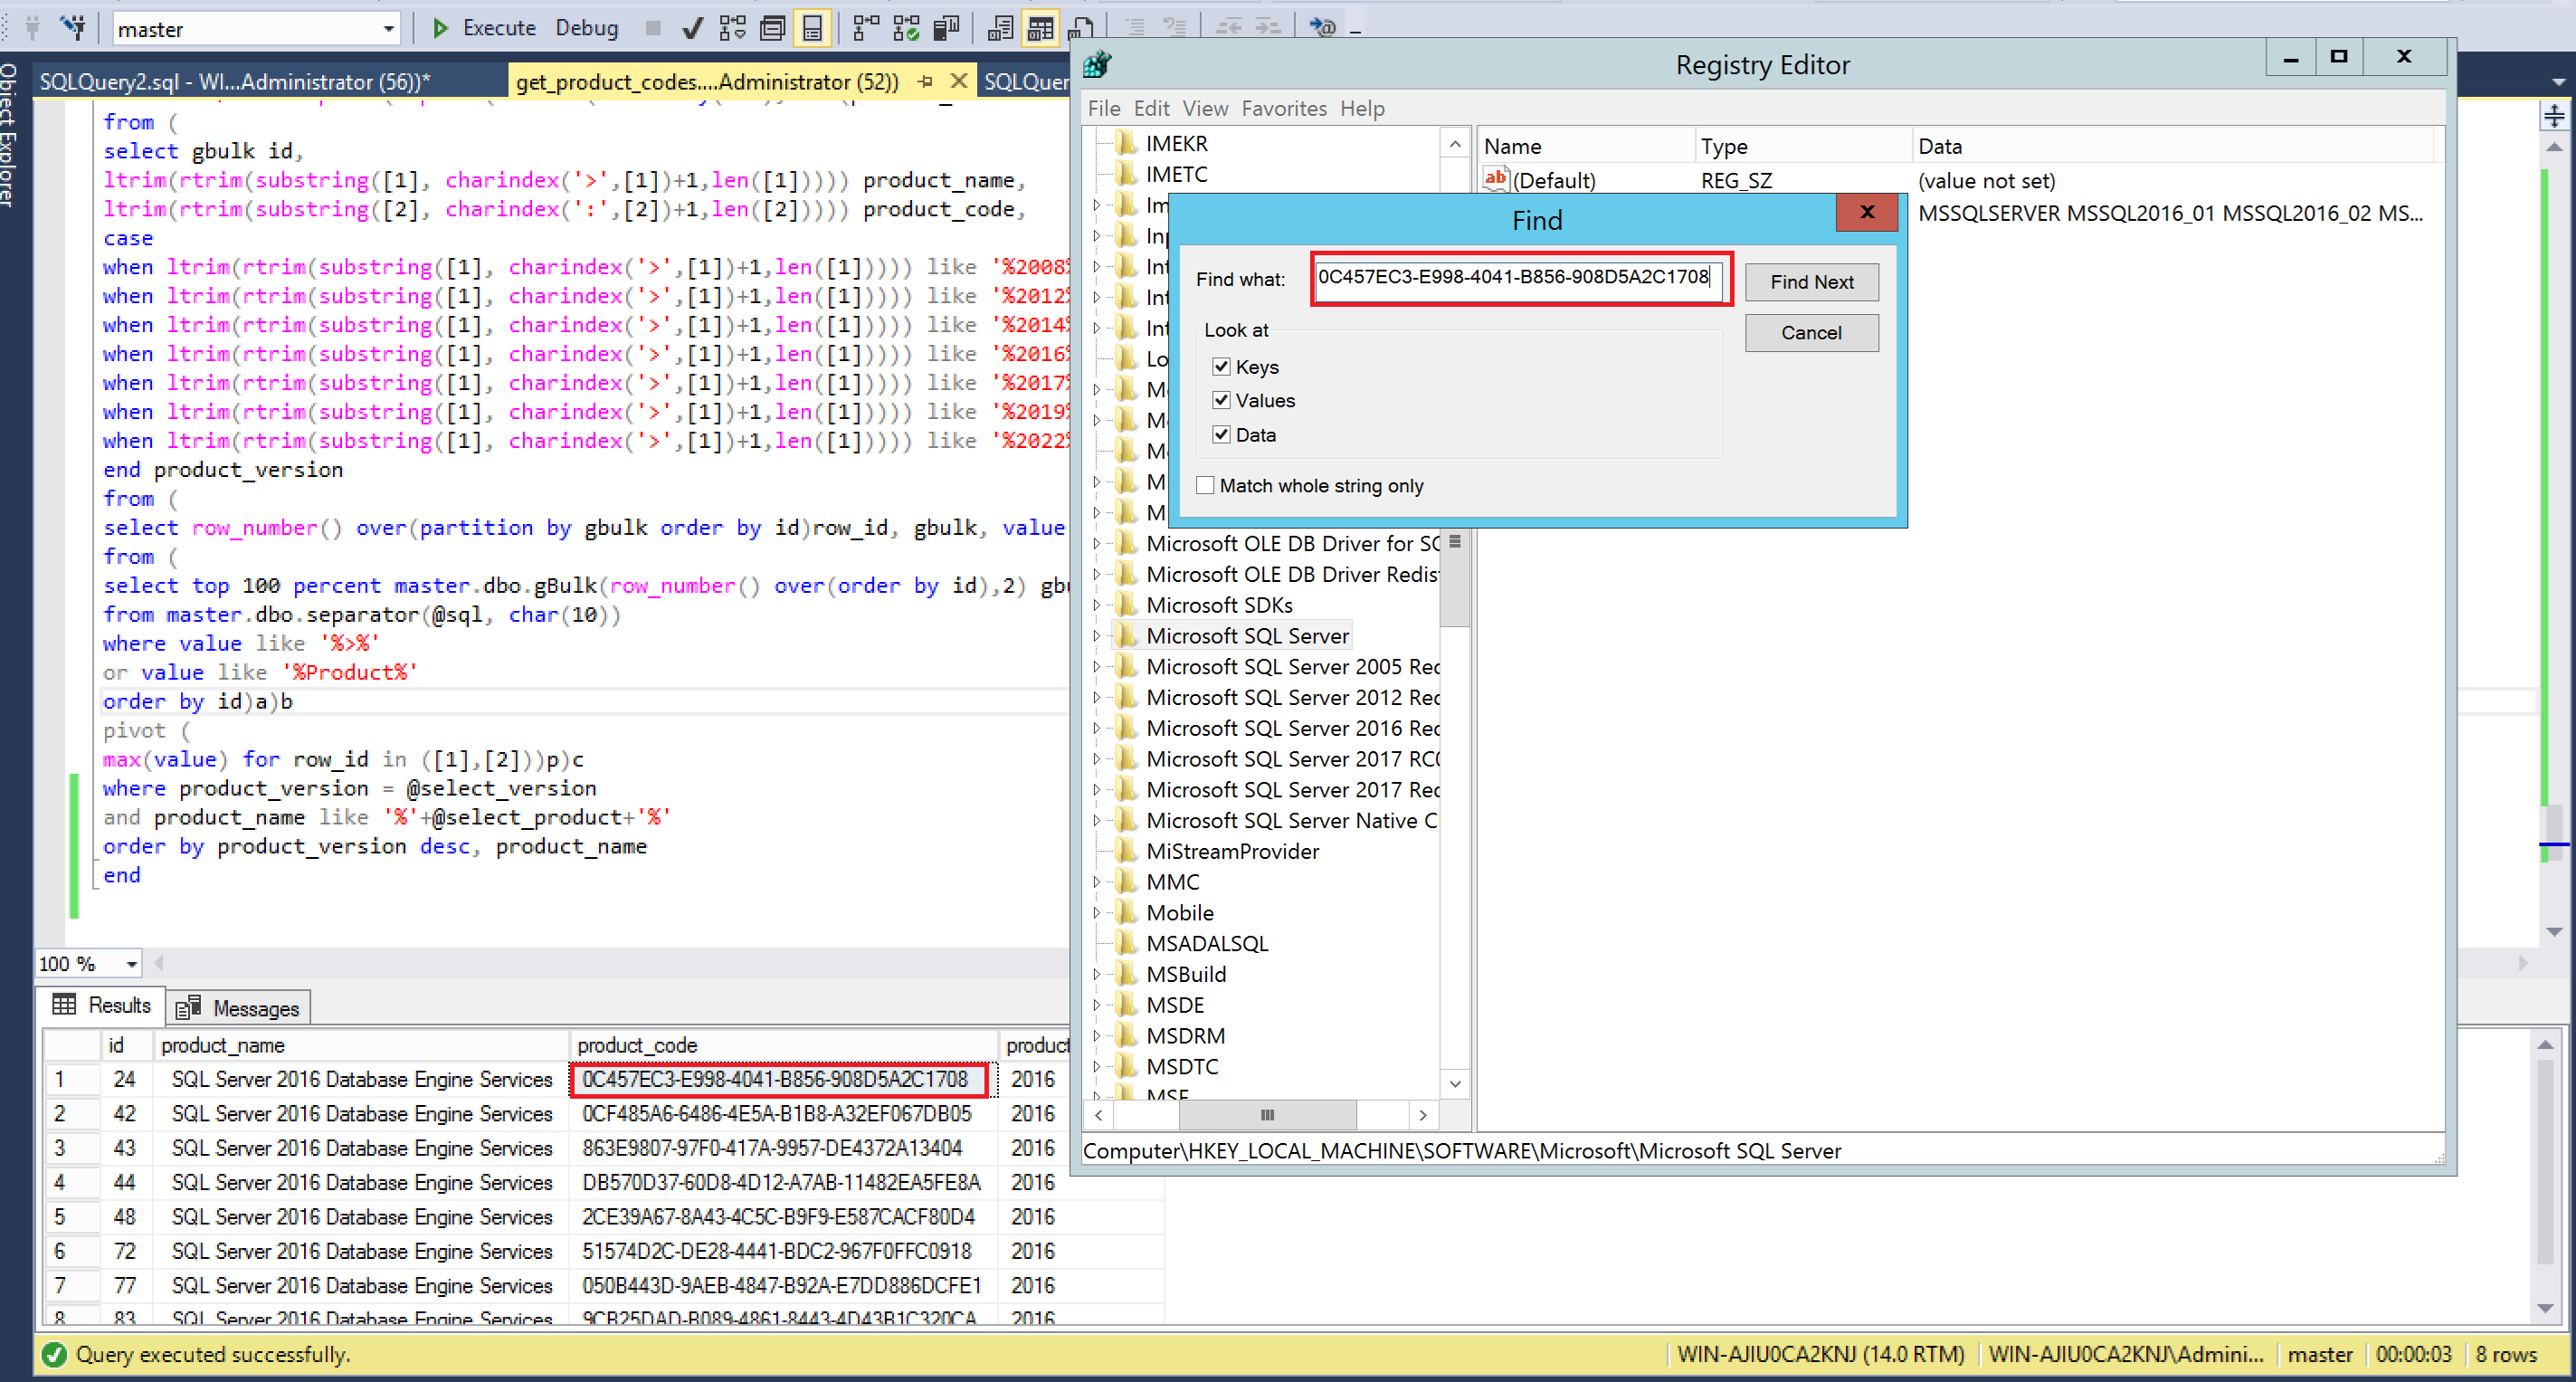 master
Execute
Debug
Object Explorer
SQLQuery2.sql - WI...Administrator (56))*
get_product_codes....Administrator (52))
SQLQuer
from (
select gbulk id,
ltrim(rtrim(substring([1], charindex('>',[1])+1,len([1])))) product_name,
ltrim(rtrim(substring([2], charindex(':',[2])+1,len([2])))) product_code,
case
when ltrim(rtrim(substring([1], charindex('>',[1])+1,len([1])))) like '%2008%
when ltrim(rtrim(substring([1], charindex('>',[1])+1,len([1])))) like '%2012%
when ltrim(rtrim(substring([1], charindex('>',[1])+1,len([1])))) like '%2014%
when ltrim(rtrim(substring([1], charindex('>',[1])+1,len([1])))) like '%2016%
when ltrim(rtrim(substring([1], charindex('>',[1])+1,len([1])))) like '%2017%
when ltrim(rtrim(substring([1], charindex('>',[1])+1,len([1])))) like '%2019%
when ltrim(rtrim(substring([1], charindex('>',[1])+1,len([1])))) like '%2022%
end product_version
from (
select row_number() over(partition by gbulk order by id)row_id, gbulk, value
from (
select top 100 percent master.dbo.gBulk(row_number() over(order by id),2) gbu
from master.dbo.separator(@sql, char(10))
where value like '%>%'
or value like '%Product%'
order by id)a)b
pivot (
max(value) for row_id in ([1],[2]))p)c
where product_version = @select_version
and product_name like '%'+@select_product+'%'
order by product_version desc, product_name
end
100 %
Results
Messages
id product_name product_code product
1 24 SQL Server 2016 Database Engine Services 0C457EC3-E998-4041-B856-908D5A2C1708 2016
2 42 SQL Server 2016 Database Engine Services 0CF485A6-6486-4E5A-B1B8-A32EF067DB05 2016
3 43 SQL Server 2016 Database Engine Services 863E9807-97F0-417A-9957-DE4372A13404 2016
4 44 SQL Server 2016 Database Engine Services DB570D37-60D8-4D12-A7AB-11482EA5FE8A 2016
5 48 SQL Server 2016 Database Engine Services 2CE39A67-8A43-4C5C-B9F9-E587CACF80D4 2016
6 72 SQL Server 2016 Database Engine Services 51574D2C-DE28-4441-BDC2-967F0FFC0918 2016
7 77 SQL Server 2016 Database Engine Services 050B443D-9AEB-4847-B92A-E7DD886DCFE1 2016
8 83 SQL Server 2016 Database Engine Services 9CB25DAD-B089-4861-8443-4D43B1C320CA 2016
Query executed successfully.
WIN-AJIU0CA2KNJ (14.0 RTM)
WIN-AJIU0CA2KNJ\Admini...
master
00:00:03
8 rows
Registry Editor
File Edit View Favorites Help
IMEKR
IMETC
Im
Inp
Int
Int
Int
Lo
M
M
Microsoft OLE DB Driver for SQ
Microsoft OLE DB Driver Redis
Microsoft SDKs
Microsoft SQL Server
Microsoft SQL Server 2005 Red
Microsoft SQL Server 2012 Red
Microsoft SQL Server 2016 Red
Microsoft SQL Server 2017 RC0
Microsoft SQL Server 2017 Red
Microsoft SQL Server Native C
MiStreamProvider
MMC
Mobile
MSADALSQL
MSBuild
MSDE
MSDRM
MSDTC
MSF
Name Type Data
ab (Default) REG_SZ (value not set)
MSSQLSERVER MSSQL2016_01 MSSQL2016_02 MS...
Find
Find what: 0C457EC3-E998-4041-B856-908D5A2C1708
Find Next
Cancel
Look at
Keys
Values
Data
Match whole string only
Computer\HKEY_LOCAL_MACHINE\SOFTWARE\Microsoft\Microsoft SQL Server